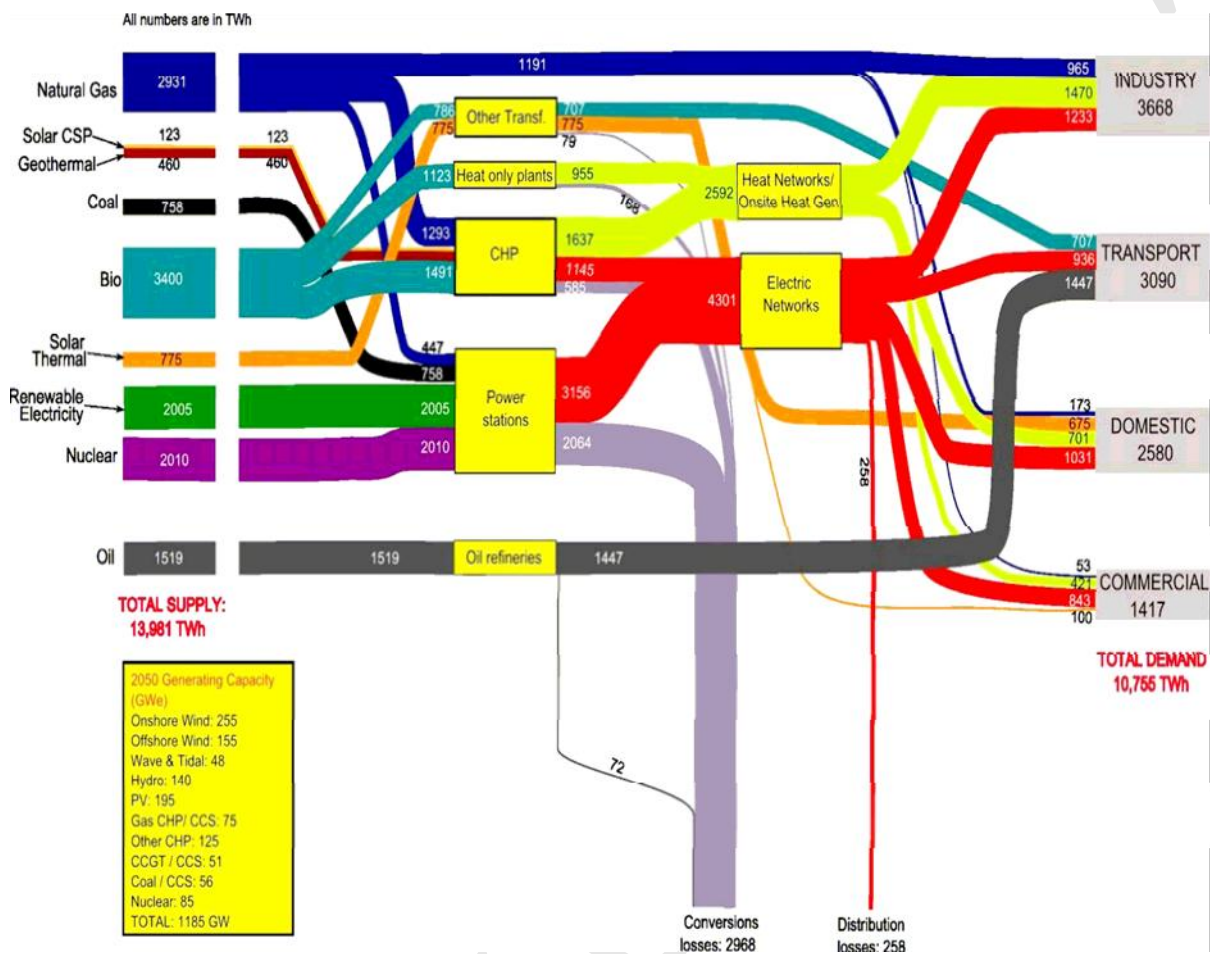 All numbers are in TWh
Natural Gas
2931
1191
965
INDUSTRY
3668
1470
1233
Solar CSP
123
123
Geothermal
460
460
Coal
758
Bio
3400
786
775
Other Transf.
707
775
79
1123
Heat only plants
955
168
2592
Heat Networks/
Onsite Heat Gen
1293
1491
CHP
1637
1145
585
4301
Electric
Networks
707
936
1447
TRANSPORT
3090
Solar
Thermal
775
447
758
Renewable
Electricity
2005
2005
Nuclear
2010
2010
Power
stations
3156
2064
258
173
675
701
1031
DOMESTIC
2580
Oil
1519
1519
Oil refineries
1447
72
53
421
843
100
COMMERCIAL
1417
TOTAL SUPPLY:
13,981 TWh
TOTAL DEMAND
10,755 TWh
2050 Generating Capacity
(GWe)
Onshore Wind: 255
Offshore Wind: 155
Wave & Tidal: 48
Hydro: 140
PV: 195
Gas CHP/ CCS: 75
Other CHP: 125
CCGT / CCS: 51
Coal / CCS: 56
Nuclear: 85
TOTAL: 1185 GW
Conversions
losses: 2968
Distribution
losses: 258